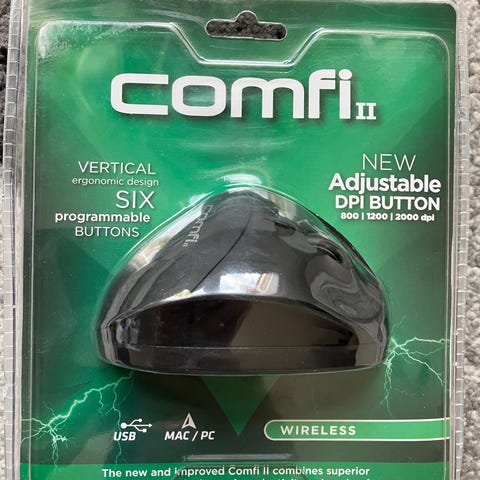 comfi II
VERTICAL
ergonomic design
SIX
programmable
BUTTONS
NEW
Adjustable
DPI BUTTON
800 | 1200 | 2000 dpi
comfi II
USB
MAC / PC
WIRELESS
The new and improved Comfi II combines superior